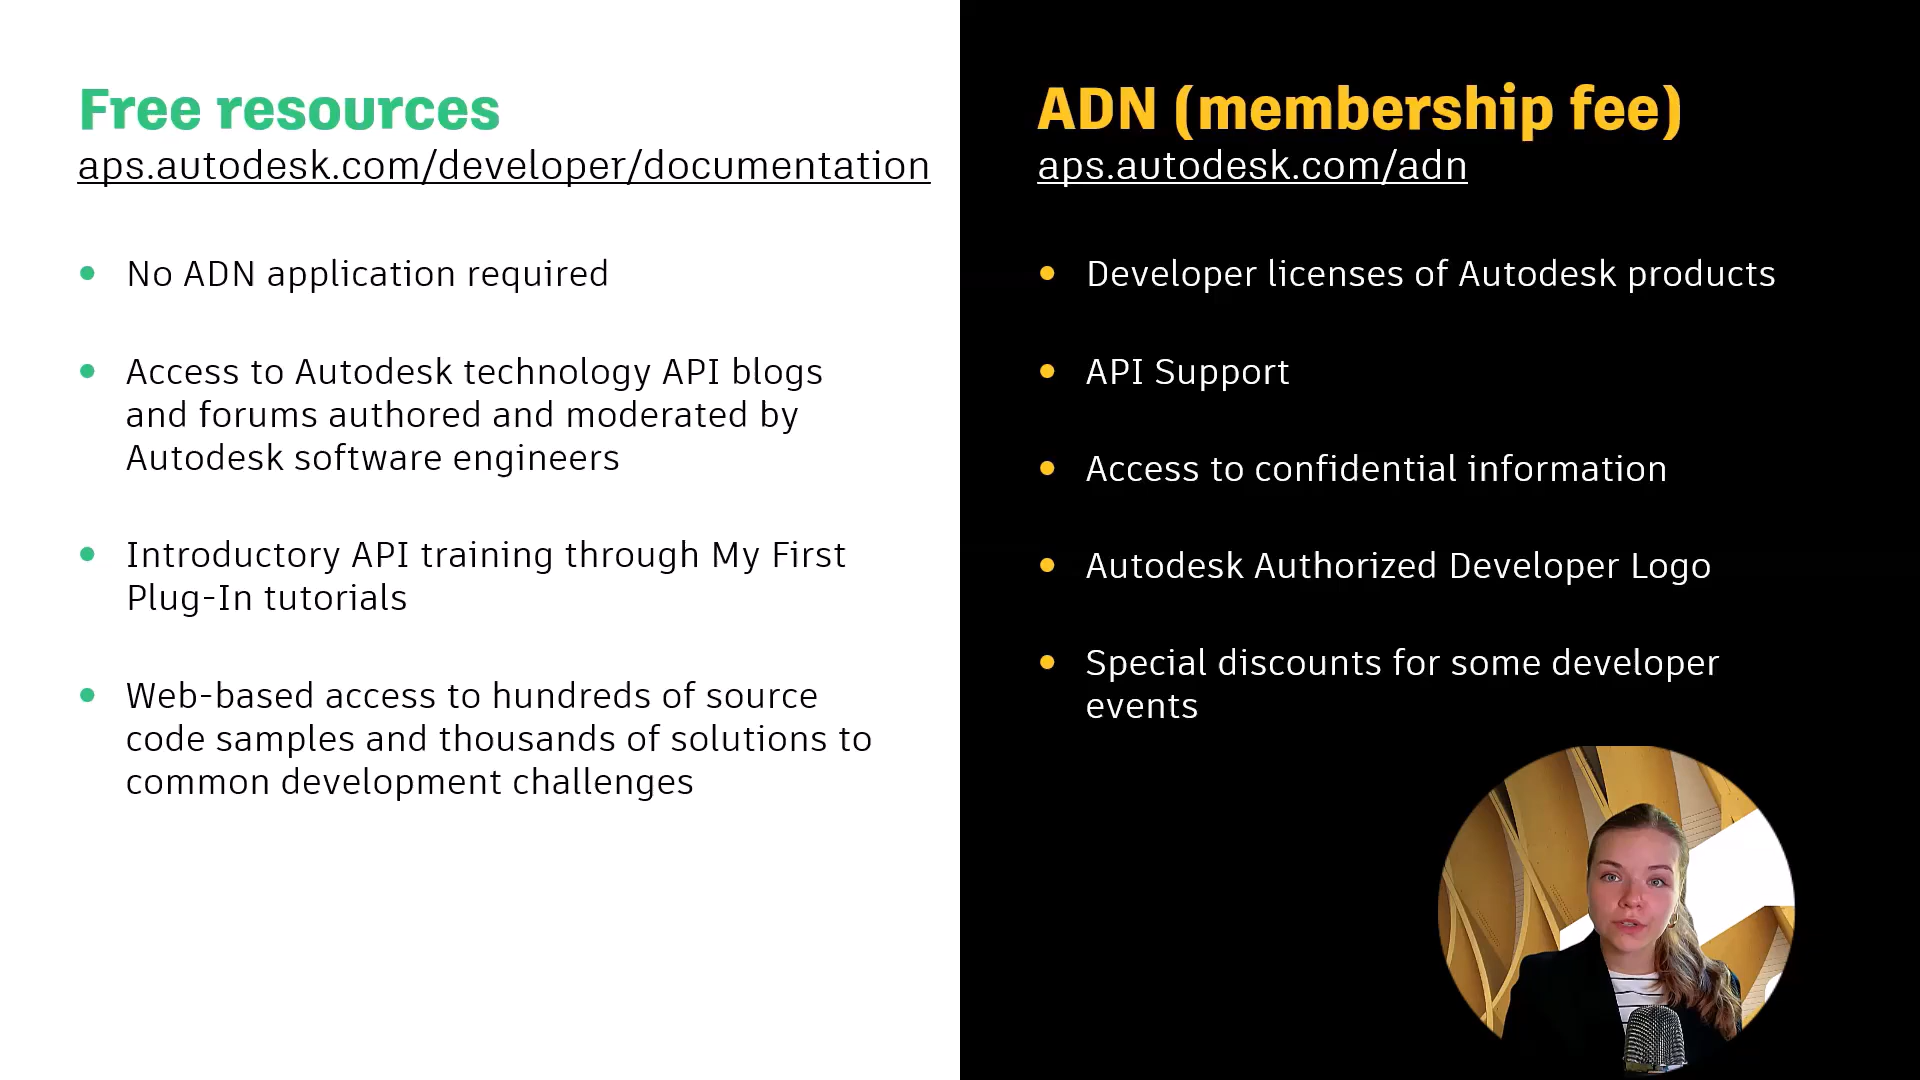 Free resources
aps.autodesk.com/developer/documentation
No ADN application required
Access to Autodesk technology API blogs
and forums authored and moderated by
Autodesk software engineers
Introductory API training through My First
Plug-In tutorials
Web-based access to hundreds of source
code samples and thousands of solutions to
common development challenges
ADN (membership fee)
aps.autodesk.com/adn
Developer licenses of Autodesk products
API Support
Access to confidential information
Autodesk Authorized Developer Logo
Special discounts for some developer
events